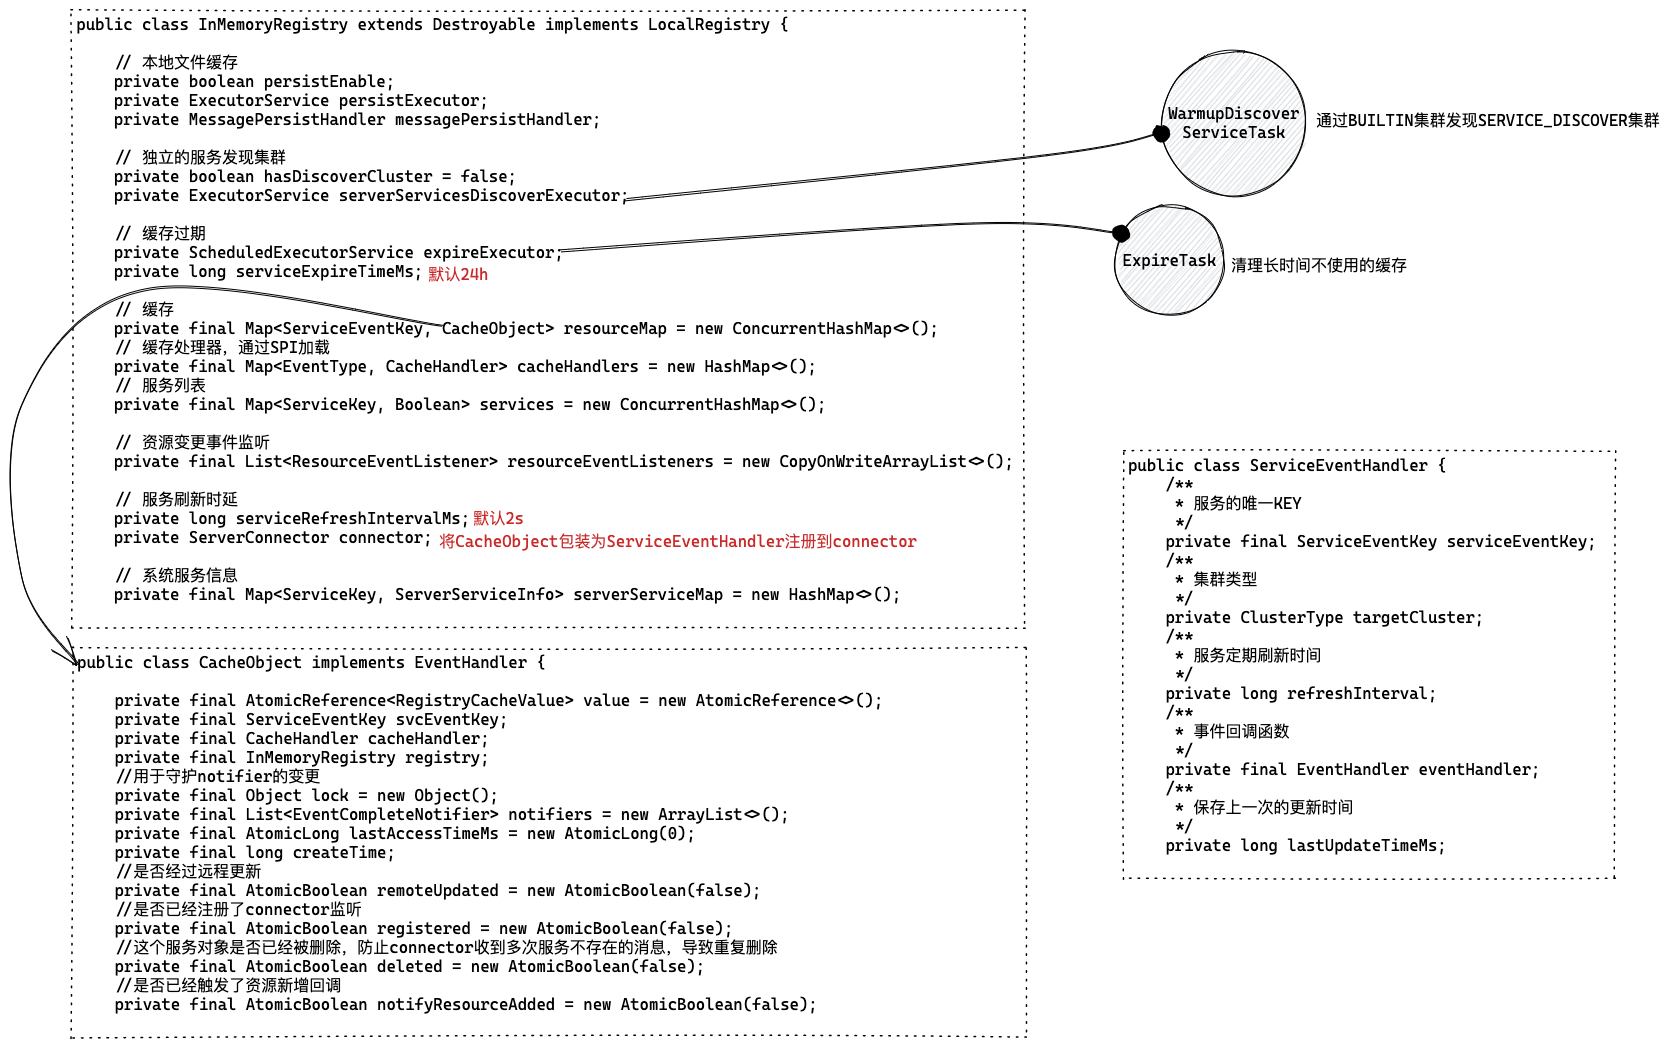 public class InMemoryRegistry extends Destroyable implements LocalRegistry {
// 本地文件缓存
private boolean persistEnable;
private ExecutorService persistExecutor;
private MessagePersistHandler messagePersistHandler;
// 独立的服务发现集群
private boolean hasDiscoverCluster = false;
private ExecutorService serverServicesDiscoverExecutor;
// 缓存过期
private ScheduledExecutorService expireExecutor;
private long serviceExpireTimeMs; 默认24h
// 缓存
private final Map<ServiceEventKey, CacheObject> resourceMap = new ConcurrentHashMap<>();
// 缓存处理器，通过SPI加载
private final Map<EventType, CacheHandler> cacheHandlers = new HashMap<>();
// 服务列表
private final Map<ServiceKey, Boolean> services = new ConcurrentHashMap<>();
// 资源变更事件监听
private final List<ResourceEventListener> resourceEventListeners = new CopyOnWriteArrayList<>();
// 服务刷新时延
private long serviceRefreshIntervalMs; 默认2s
private ServerConnector connector; 将CacheObject包装为ServiceEventHandler注册到connector
// 系统服务信息
private final Map<ServiceKey, ServerServiceInfo> serverServiceMap = new HashMap<>();
public class CacheObject implements EventHandler {
private final AtomicReference<RegistryCacheValue> value = new AtomicReference<>();
private final ServiceEventKey svcEventKey;
private final CacheHandler cacheHandler;
private final InMemoryRegistry registry;
//用于守护notifier的变更
private final Object lock = new Object();
private final List<EventCompleteNotifier> notifiers = new ArrayList<>();
private final AtomicLong lastAccessTimeMs = new AtomicLong(0);
private final long createTime;
//是否经过远程更新
private final AtomicBoolean remoteUpdated = new AtomicBoolean(false);
//是否已经注册了connector监听
private final AtomicBoolean registered = new AtomicBoolean(false);
//这个服务对象是否已经被删除，防止connector收到多次服务不存在的消息，导致重复删除
private final AtomicBoolean deleted = new AtomicBoolean(false);
//是否已经触发了资源新增回调
private final AtomicBoolean notifyResourceAdded = new AtomicBoolean(false);
WarmupDiscover
ServiceTask
通过BUILTIN集群发现SERVICE_DISCOVER集群
ExpireTask
清理长时间不使用的缓存
public class ServiceEventHandler {
/**
* 服务的唯一KEY
*/
private final ServiceEventKey serviceEventKey;
/**
* 集群类型
*/
private ClusterType targetCluster;
/**
* 服务定期刷新时间
*/
private long refreshInterval;
/**
* 事件回调函数
*/
private final EventHandler eventHandler;
/**
* 保存上一次的更新时间
*/
private long lastUpdateTimeMs;